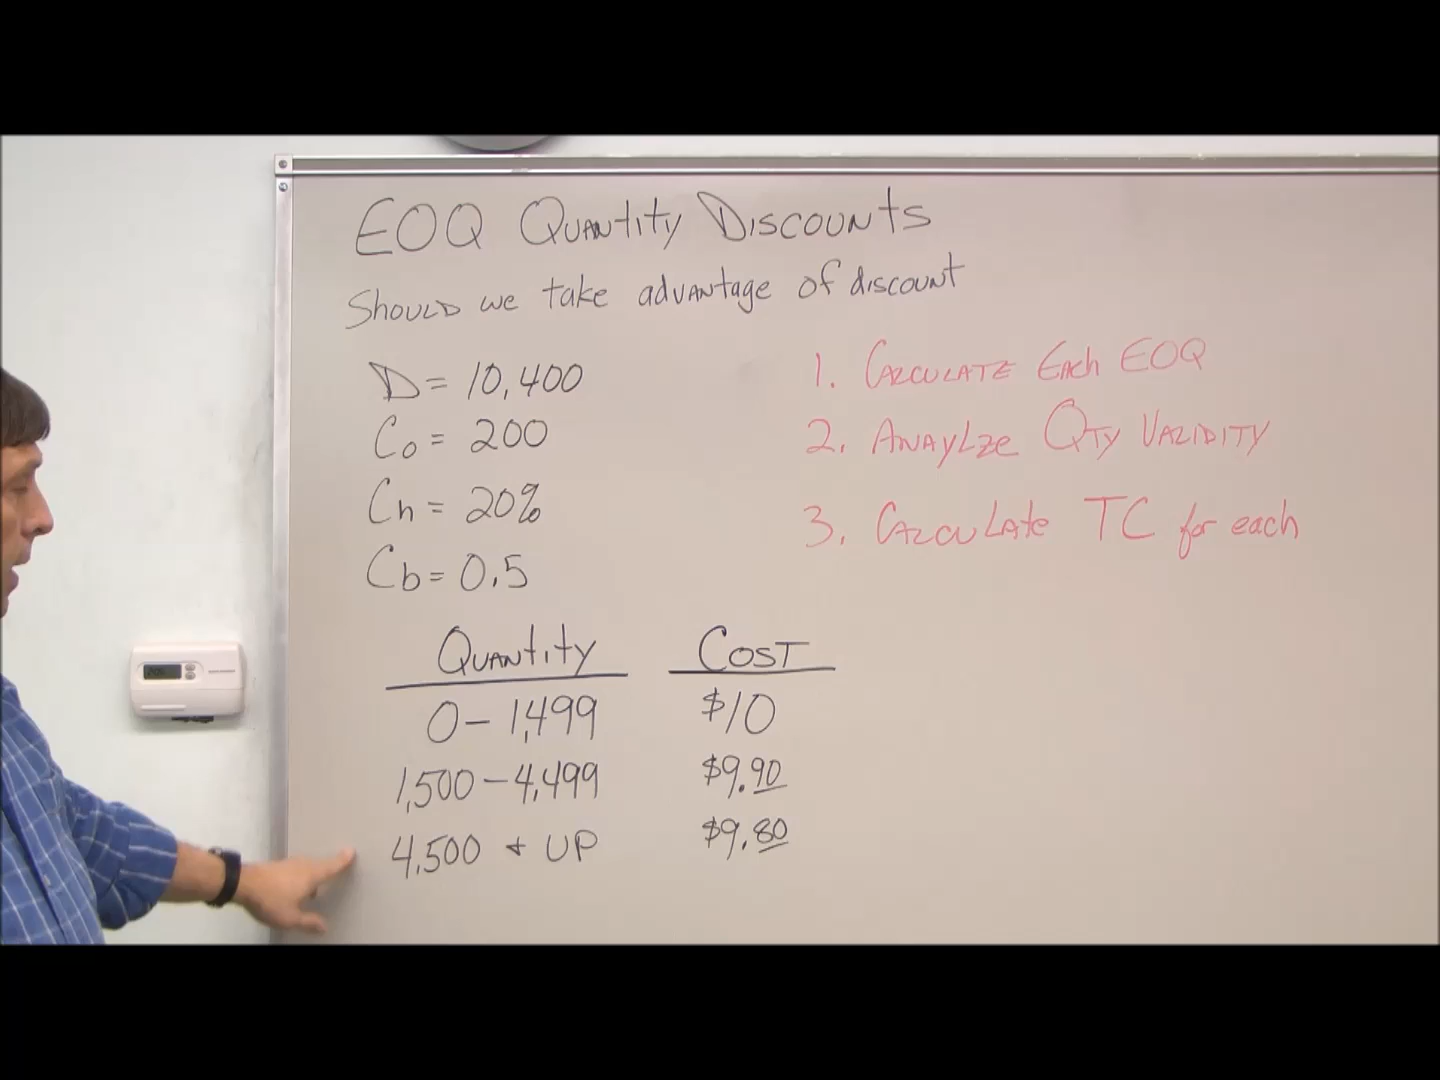 EOQ Quantity Discounts
Should we take advantage of discount
D = 10,400
Co = 200
Ch = 20%
Cb = 0.5
1. Calculate Each EOQ
2. Anaylze Qty Validity
3. Calculate TC for each
Quantity Cost
0 - 1,499 $10
1,500 - 4,499 $9.90
4,500 + UP $9.80